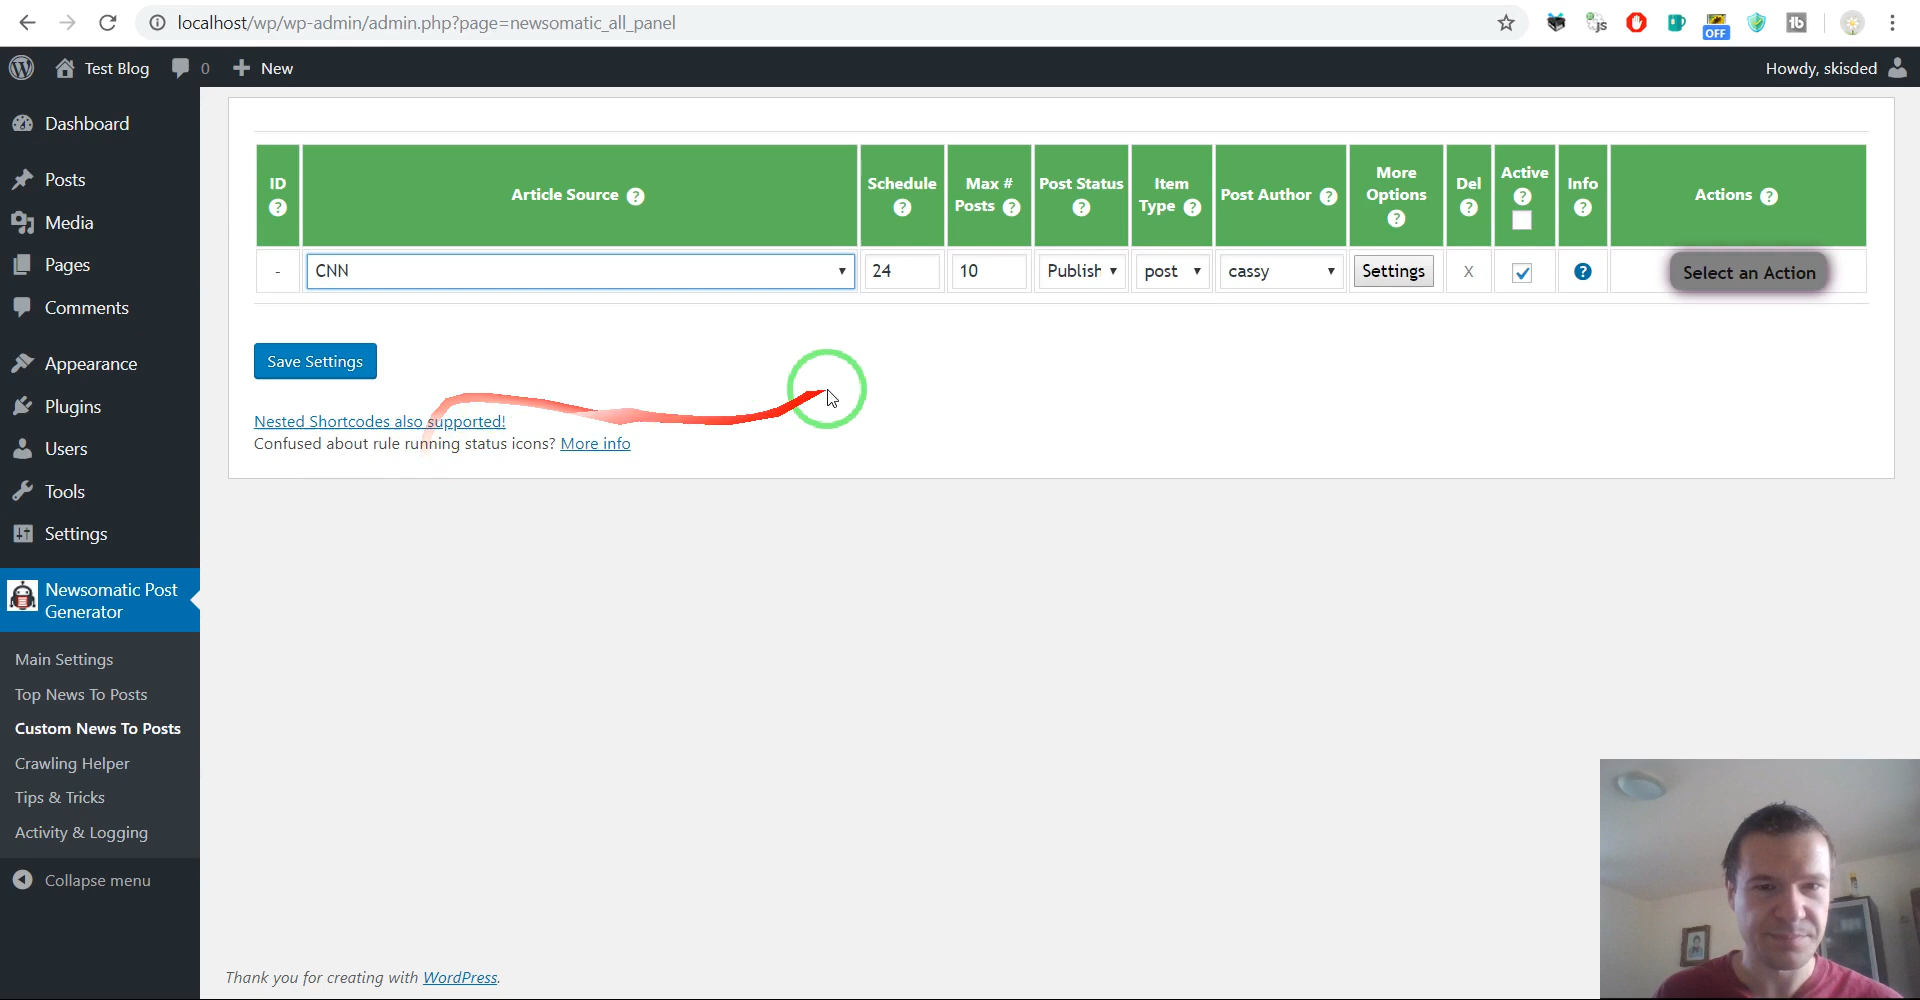 localhost/wp/wp-admin/admin.php?page=newsomatic_all_panel
OFF
Test Blog 0 New
Howdy, skisded
Dashboard
Posts
Media
Pages
Comments
Appearance
Plugins
Users
Tools
Settings
Newsomatic Post
Generator
Main Settings
Top News To Posts
Custom News To Posts
Crawling Helper
Tips & Tricks
Activity & Logging
Collapse menu
ID
Article Source
Schedule
Max #
Posts
Post Status
Item
Type
Post Author
More
Options
Del
Active
Info
Actions
- CNN 24 10 Publish post cassy Settings X Select an Action
Save Settings
Nested Shortcodes also supported!
Confused about rule running status icons? More info
Thank you for creating with WordPress.